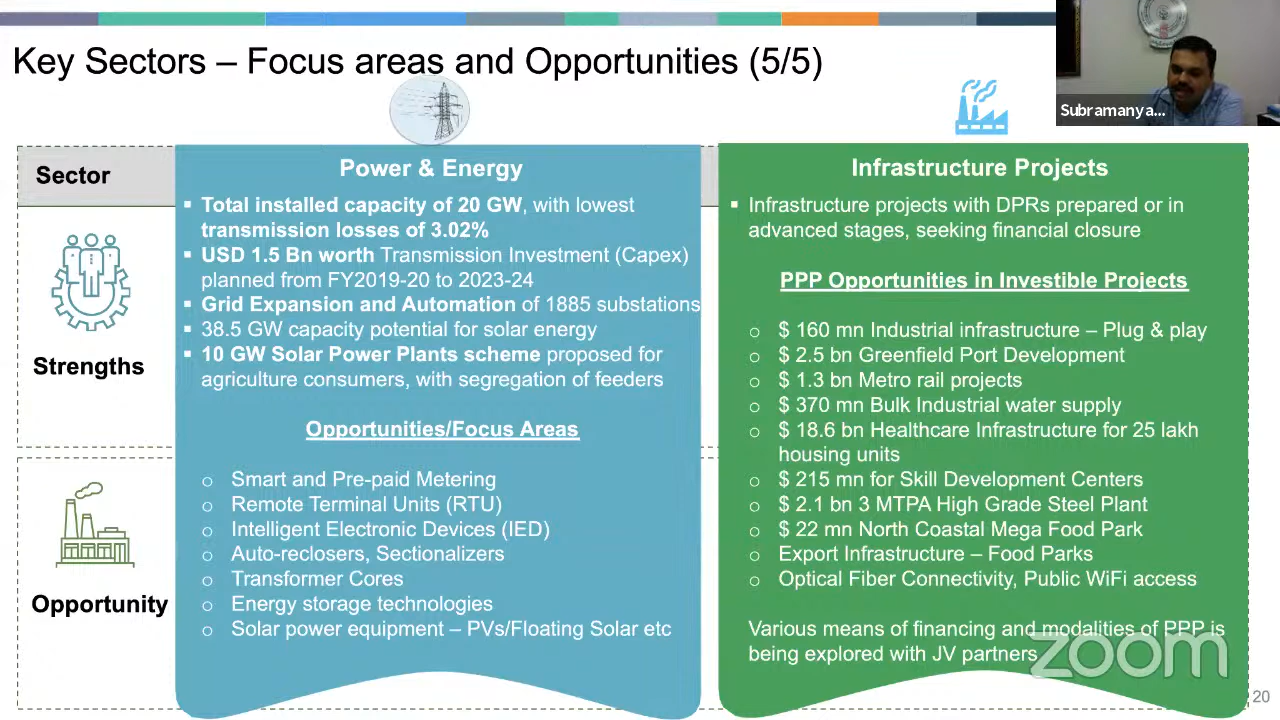 Key Sectors – Focus areas and Opportunities (5/5)
Subramanya...
Sector
Power & Energy
▪ Total installed capacity of 20 GW, with lowest
transmission losses of 3.02%
▪ USD 1.5 Bn worth Transmission Investment (Capex)
planned from FY2019-20 to 2023-24
▪ Grid Expansion and Automation of 1885 substations
▪ 38.5 GW capacity potential for solar energy
▪ 10 GW Solar Power Plants scheme proposed for
agriculture consumers, with segregation of feeders
Opportunities/Focus Areas
o Smart and Pre-paid Metering
o Remote Terminal Units (RTU)
o Intelligent Electronic Devices (IED)
o Auto-reclosers, Sectionalizers
o Transformer Cores
o Energy storage technologies
o Solar power equipment – PVs/Floating Solar etc
Infrastructure Projects
▪ Infrastructure projects with DPRs prepared or in
advanced stages, seeking financial closure
PPP Opportunities in Investible Projects
o $ 160 mn Industrial infrastructure – Plug & play
o $ 2.5 bn Greenfield Port Development
o $ 1.3 bn Metro rail projects
o $ 370 mn Bulk Industrial water supply
o $ 18.6 bn Healthcare Infrastructure for 25 lakh
housing units
o $ 215 mn for Skill Development Centers
o $ 2.1 bn 3 MTPA High Grade Steel Plant
o $ 22 mn North Coastal Mega Food Park
o Export Infrastructure – Food Parks
o Optical Fiber Connectivity, Public WiFi access
Various means of financing and modalities of PPP is
being explored with JV partners
Strengths
Opportunity
zoom
20